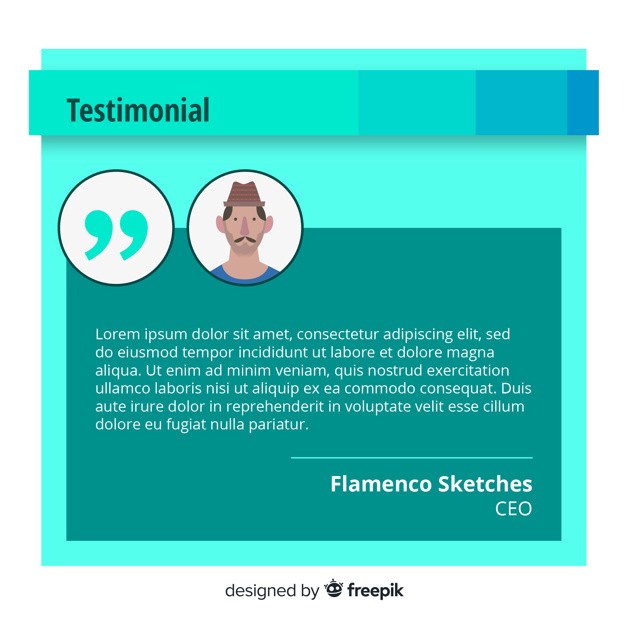 Testimonial
Lorem ipsum dolor sit amet, consectetur adipiscing elit, sed
do eiusmod tempor incididunt ut labore et dolore magna
aliqua. Ut enim ad minim veniam, quis nostrud exercitation
ullamco laboris nisi ut aliquip ex ea commodo consequat. Duis
aute irure dolor in reprehenderit in voluptate velit esse cillum
dolore eu fugiat nulla pariatur.
Flamenco Sketches
CEO
designed by freepik